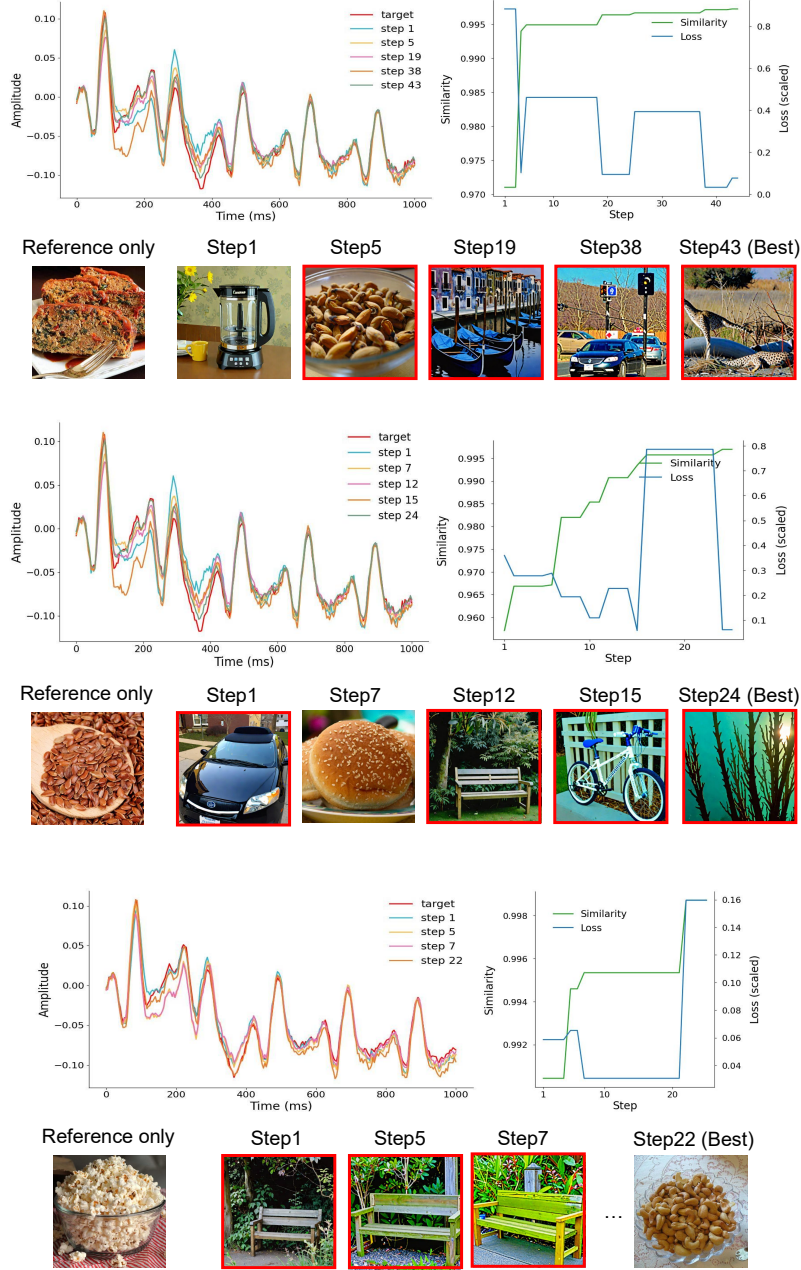 0.10
0.05
0.00
−0.05
−0.10
Amplitude
0 200 400 600 800 1000
Time (ms)
target
step 1
step 5
step 19
step 38
step 43
0.995
0.990
0.985
0.980
0.975
0.970
Similarity
Similarity
Loss
0.8
0.6
0.4
0.2
0.0
Loss (scaled)
1 10 20 30 40
Step
Reference only Step1 Step5 Step19 Step38 Step43 (Best)
0.10
0.05
0.00
−0.05
−0.10
Amplitude
0 200 400 600 800 1000
Time (ms)
target
step 1
step 7
step 12
step 15
step 24
0.995
0.990
0.985
0.980
0.975
0.970
0.965
0.960
Similarity
Similarity
Loss
0.8
0.7
0.6
0.5
0.4
0.3
0.2
0.1
Loss (scaled)
1 10 20
Step
Reference only Step1 Step7 Step12 Step15 Step24 (Best)
0.10
0.05
0.00
−0.05
−0.10
Amplitude
0 200 400 600 800 1000
Time (ms)
target
step 1
step 5
step 7
step 22
0.998
0.996
0.994
0.992
Similarity
Similarity
Loss
0.16
0.14
0.12
0.10
0.08
0.06
0.04
Loss (scaled)
1 10 20
Step
Reference only Step1 Step5 Step7 Step22 (Best)
...